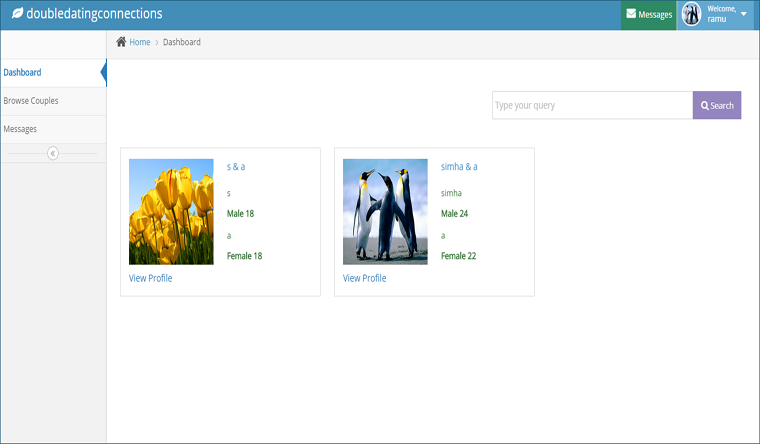 doubledatingconnections
Messages
Welcome,
ramu
Home > Dashboard
Dashboard
Browse Couples
Messages
Type your query
Search
s & a
s
Male 18
a
Female 18
View Profile
simha & a
simha
Male 24
a
Female 22
View Profile